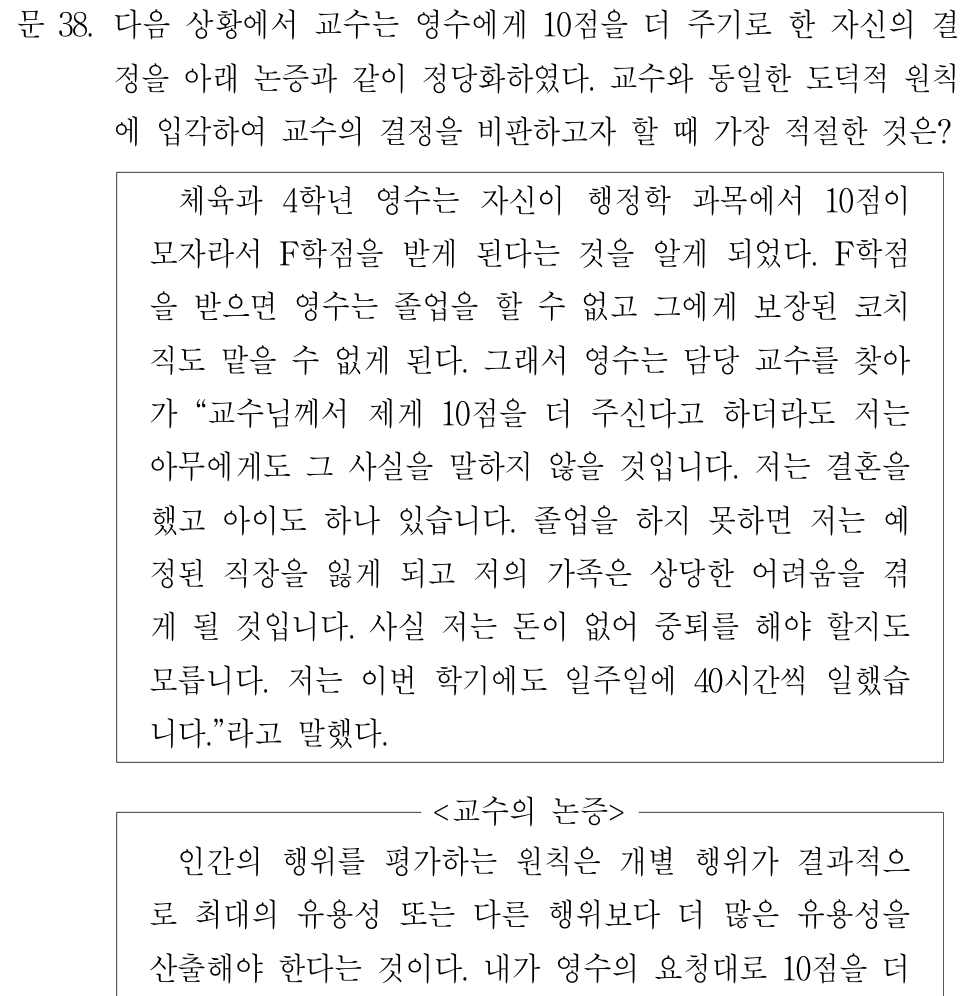 문 38. 다음 상황에서 교수는 영수에게 10점을 더 주기로 한 자신의 결
정을 아래 논증과 같이 정당화하였다. 교수와 동일한 도덕적 원칙
에 입각하여 교수의 결정을 비판하고자 할 때 가장 적절한 것은?
체육과 4학년 영수는 자신이 행정학 과목에서 10점이
모자라서 F학점을 받게 된다는 것을 알게 되었다. F학점
을 받으면 영수는 졸업을 할 수 없고 그에게 보장된 코치
직도 맡을 수 없게 된다. 그래서 영수는 담당 교수를 찾아
가 “교수님께서 제게 10점을 더 주신다고 하더라도 저는
아무에게도 그 사실을 말하지 않을 것입니다. 저는 결혼을
했고 아이도 하나 있습니다. 졸업을 하지 못하면 저는 예
정된 직장을 잃게 되고 저의 가족은 상당한 어려움을 겪
게 될 것입니다. 사실 저는 돈이 없어 중퇴를 해야 할지도
모릅니다. 저는 이번 학기에도 일주일에 40시간씩 일했습
니다.”라고 말했다.
<교수의 논증>
인간의 행위를 평가하는 원칙은 개별 행위가 결과적으
로 최대의 유용성 또는 다른 행위보다 더 많은 유용성을
산출해야 한다는 것이다. 내가 영수의 요청대로 10점을 더